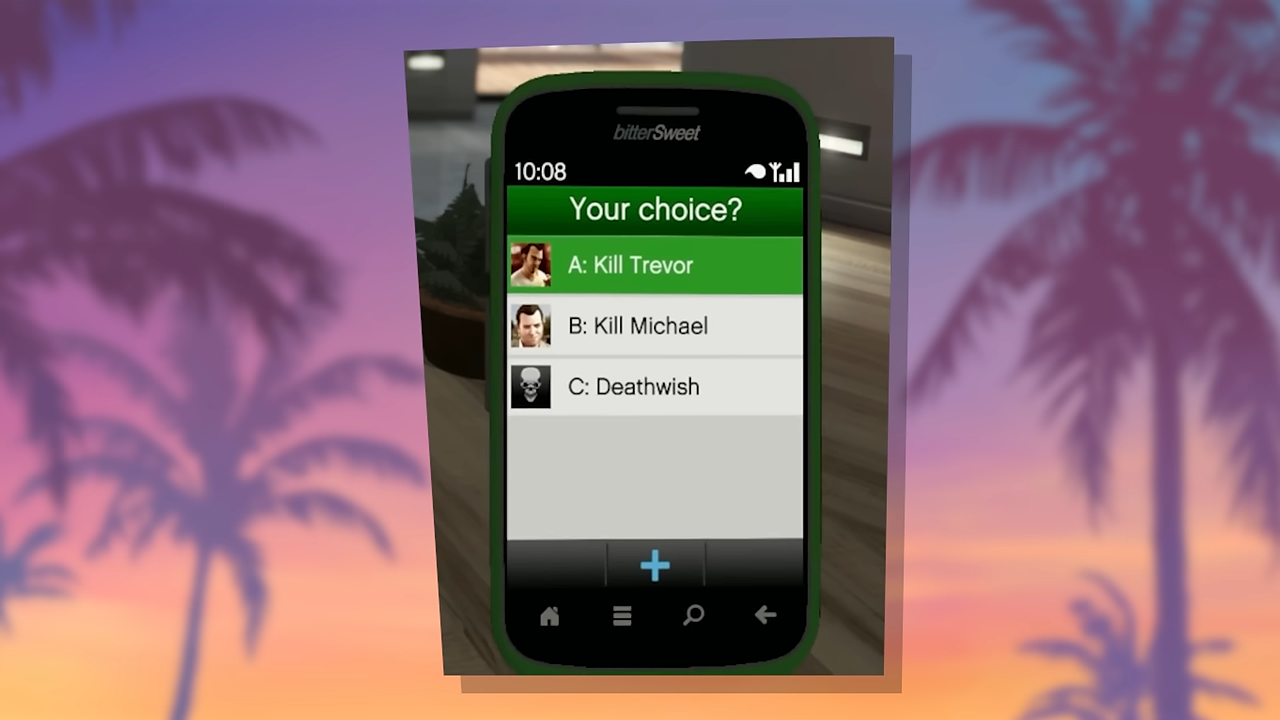 bitterSweet
10:08
Your choice?
A: Kill Trevor
B: Kill Michael
C: Deathwish